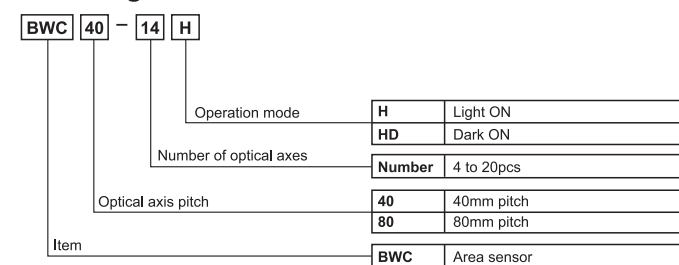 BWC 40 – 14 H
Operation mode
H Light ON
HD Dark ON
Number of optical axes
Number 4 to 20pcs
Optical axis pitch
40 40mm pitch
80 80mm pitch
Item
BWC Area sensor